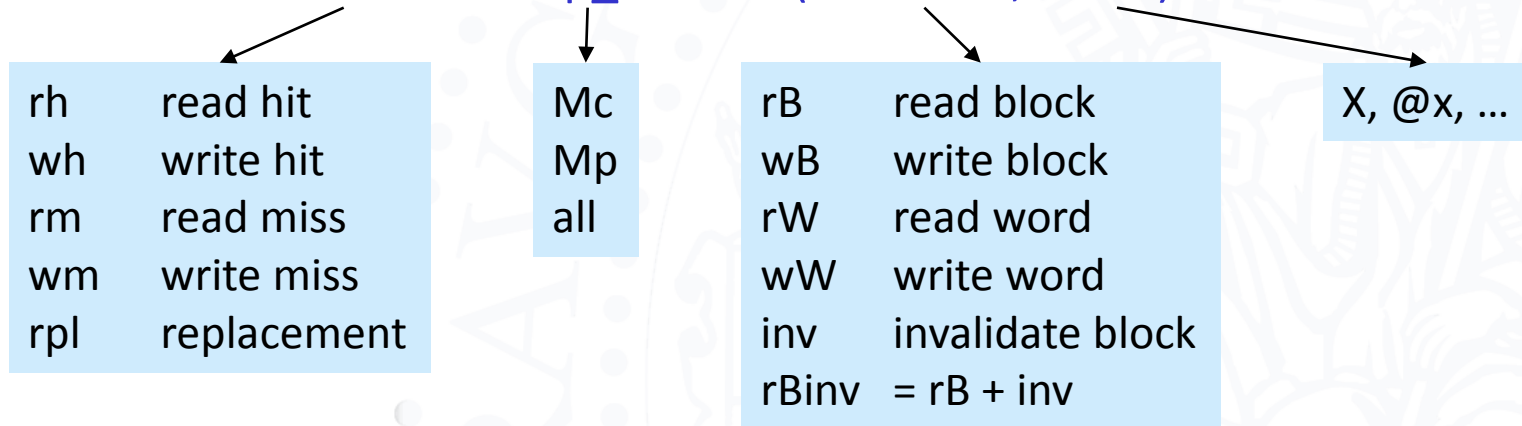 rh read hit
wh write hit
rm read miss
wm write miss
rpl replacement
Mc
Mp
all
rB read block
wB write block
rW read word
wW write word
inv invalidate block
rBinv = rB + inv
X, @x, …